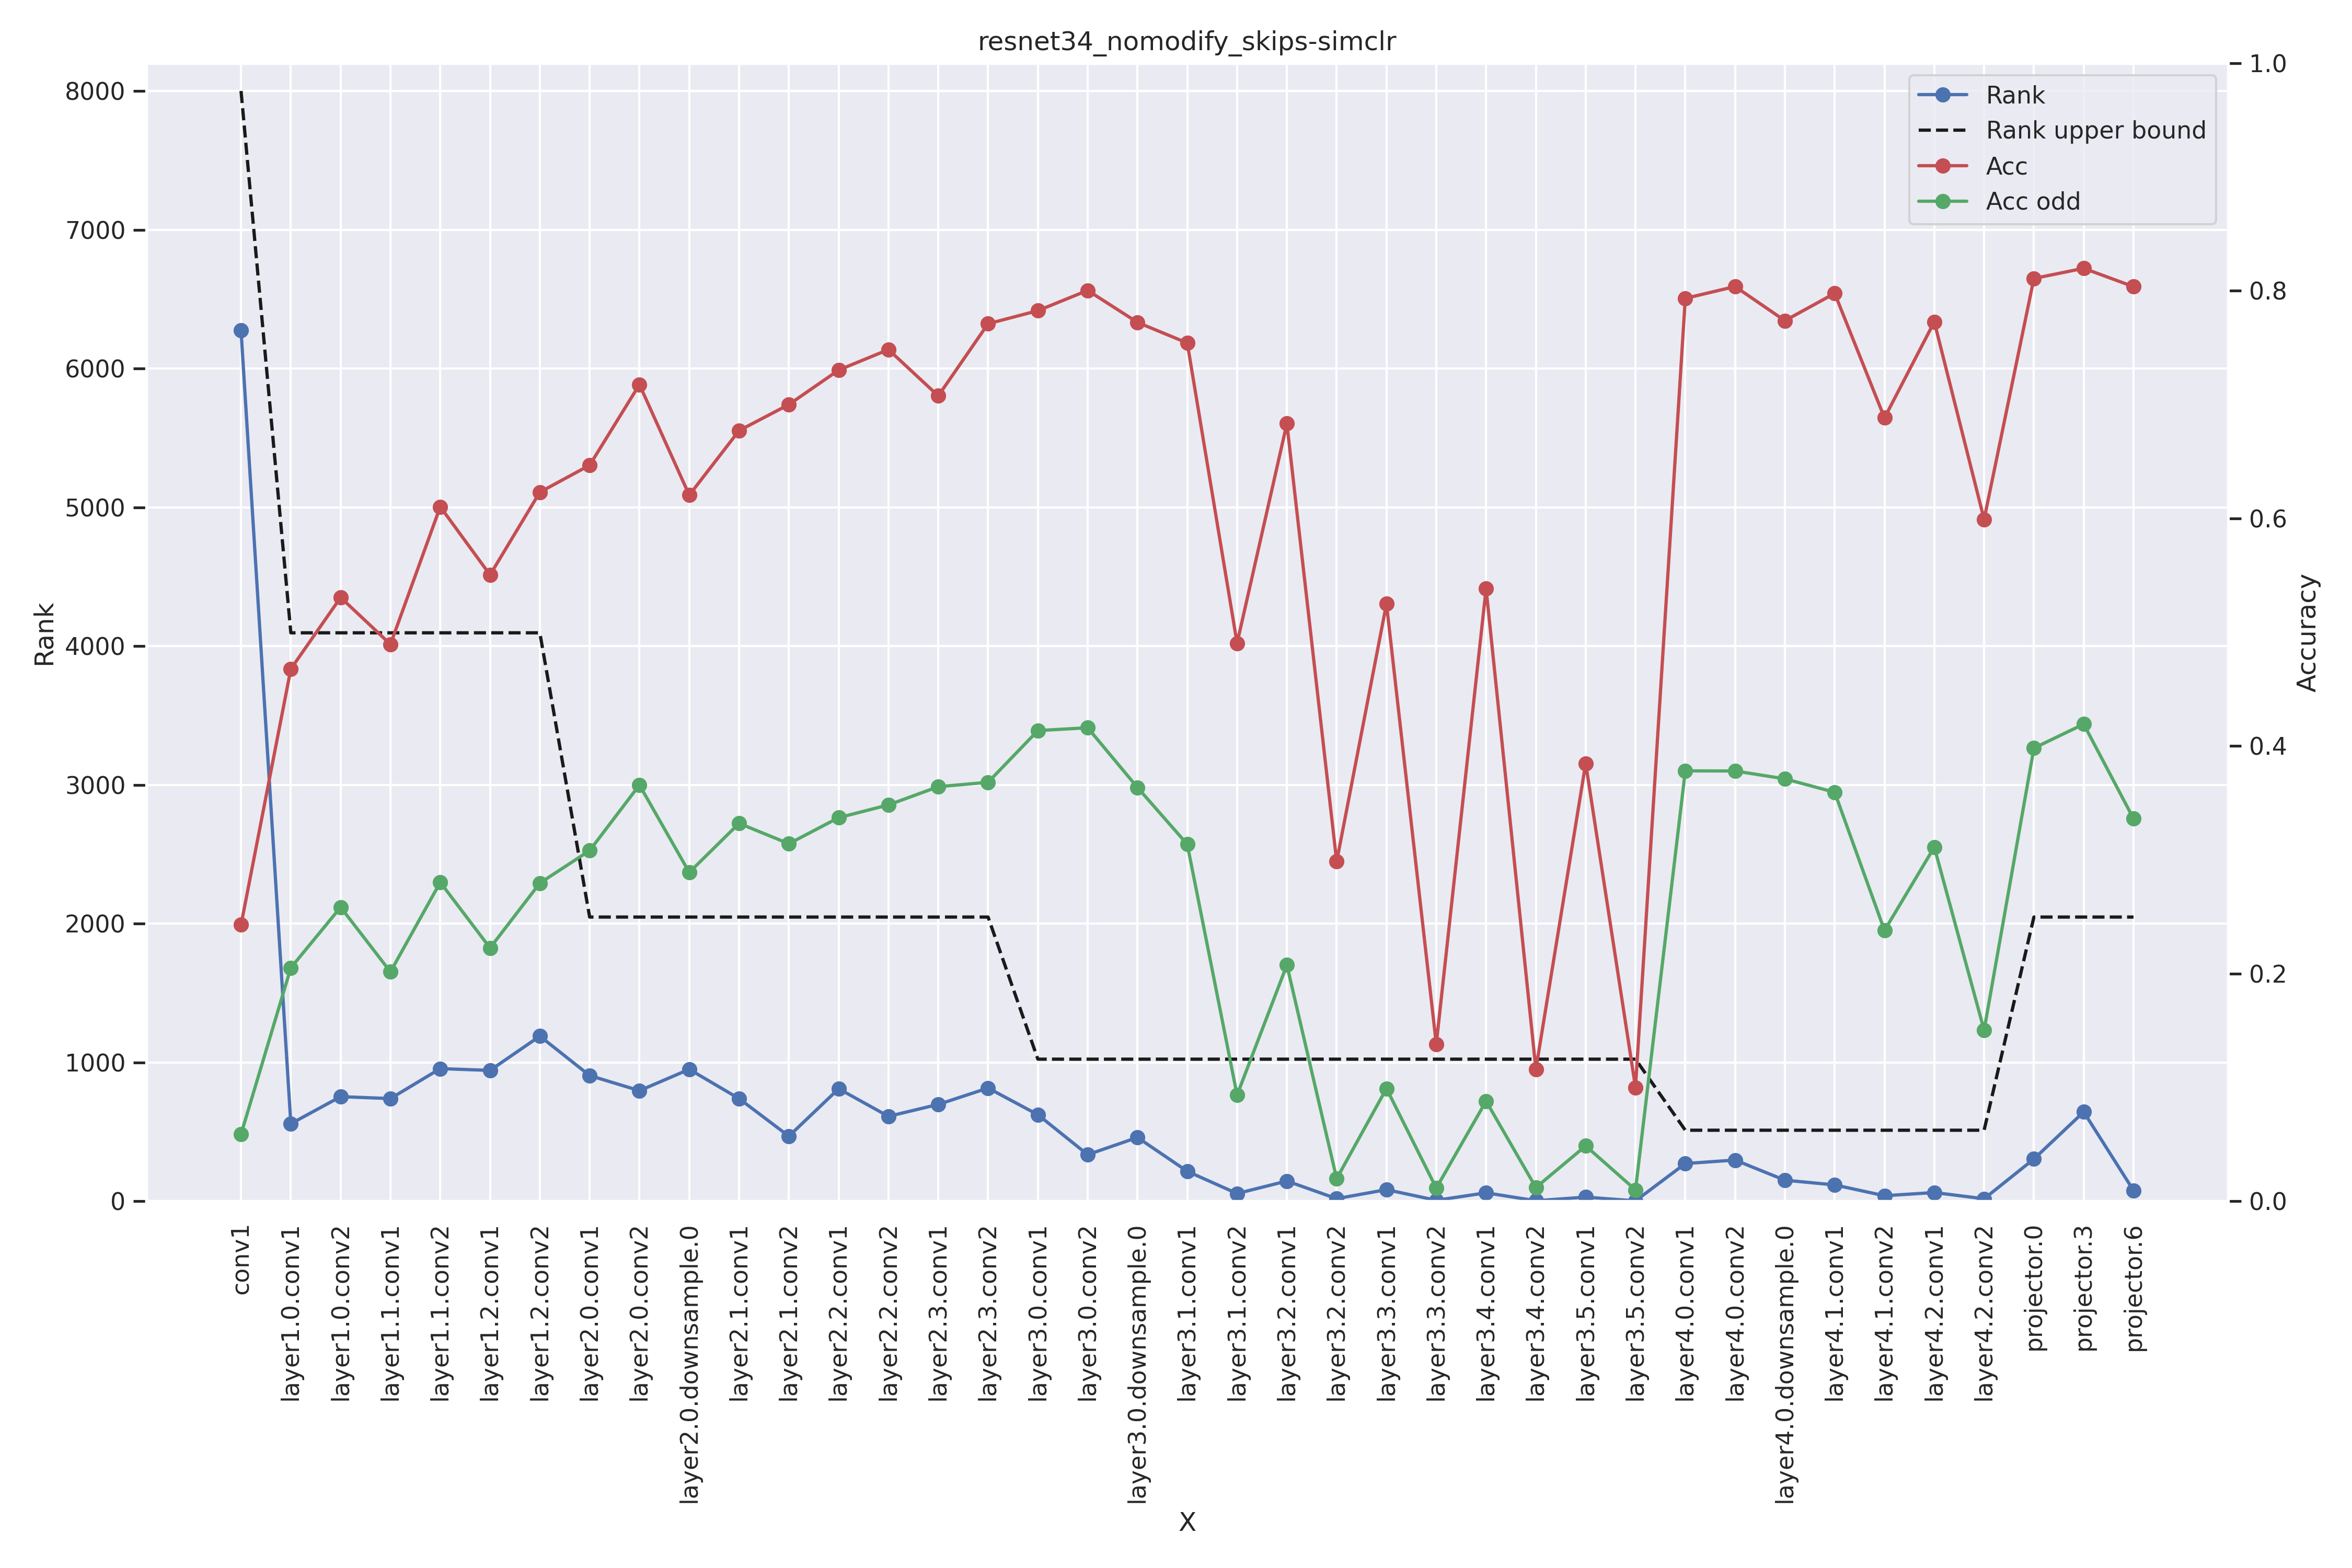 resnet34_nomodify_skips-simclr
8000
7000
6000
5000
4000
3000
2000
1000
0
Rank
1.0
0.8
0.6
0.4
0.2
0.0
Accuracy
Rank
Rank upper bound
Acc
Acc odd
conv1
layer1.0.conv1
layer1.0.conv2
layer1.1.conv1
layer1.1.conv2
layer1.2.conv1
layer1.2.conv2
layer2.0.conv1
layer2.0.conv2
layer2.0.downsample.0
layer2.1.conv1
layer2.1.conv2
layer2.2.conv1
layer2.2.conv2
layer2.3.conv1
layer2.3.conv2
layer3.0.conv1
layer3.0.conv2
layer3.0.downsample.0
layer3.1.conv1
layer3.1.conv2
layer3.2.conv1
layer3.2.conv2
layer3.3.conv1
layer3.3.conv2
layer3.4.conv1
layer3.4.conv2
layer3.5.conv1
layer3.5.conv2
layer4.0.conv1
layer4.0.conv2
layer4.0.downsample.0
layer4.1.conv1
layer4.1.conv2
layer4.2.conv1
layer4.2.conv2
projector.0
projector.3
projector.6
X